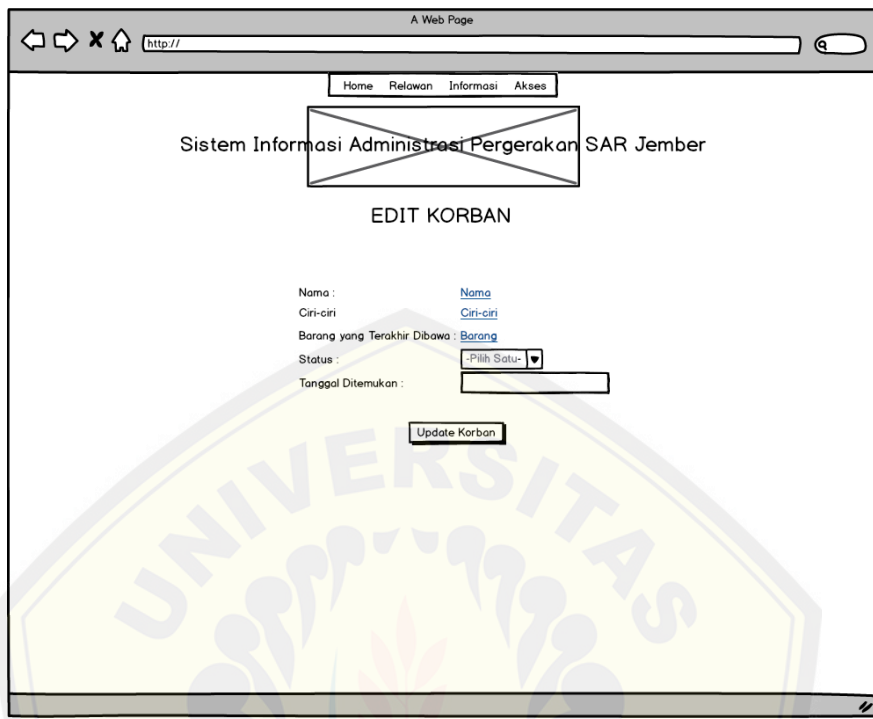 A Web Page
http://
Home Relawan Informasi Akses
Sistem Informasi Administrasi Pergerakan SAR Jember
EDIT KORBAN
Nama : Nama
Ciri-ciri Ciri-ciri
Barang yang Terakhir Dibawa : Barang
Status : -Pilih Satu-
Tanggal Ditemukan :
Update Korban
UNIVERSITAS